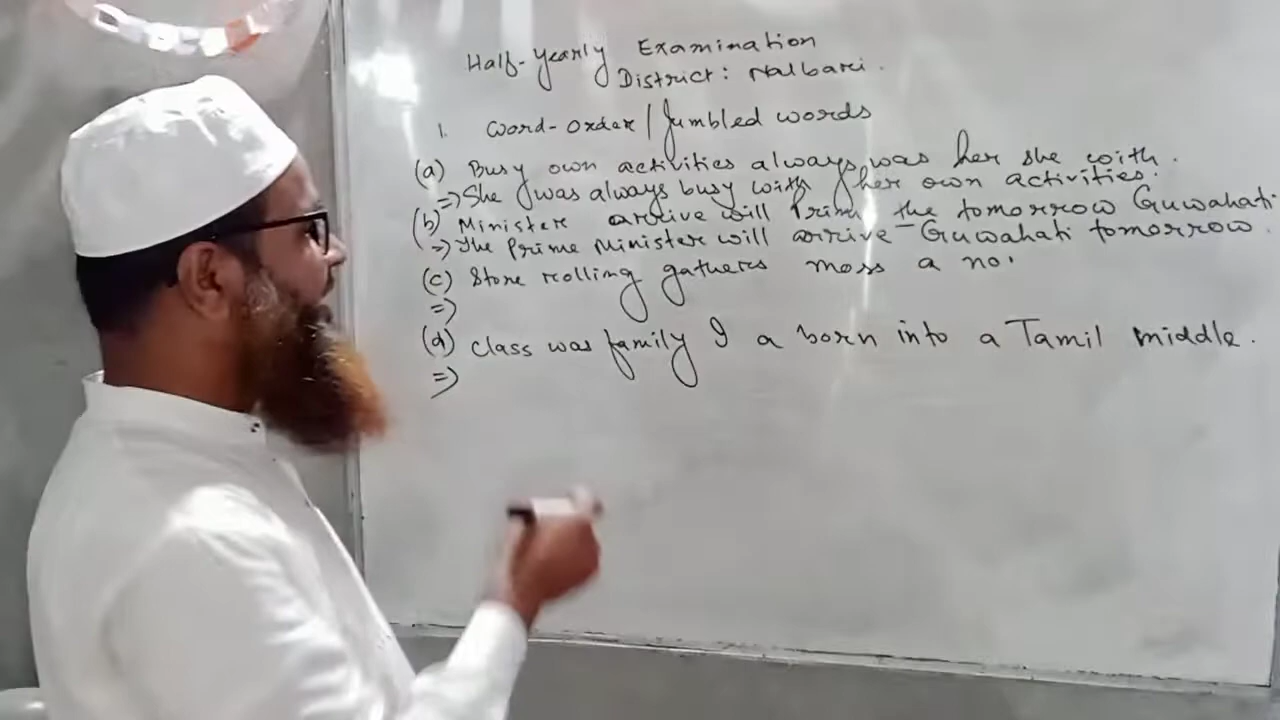 Half-Yearly Examination
District: Nalbari.
1. Word-Order / Jumbled words
(a) Busy own activities always was her she with.
=> She was always busy with her own activities.
(b) Minister arrive will Prime the tomorrow Guwahati.
=> The Prime Minister will arrive Guwahati tomorrow.
(c) Stone rolling gathers moss a no.
=>
(d) Class was family I a born into a Tamil middle.
=>